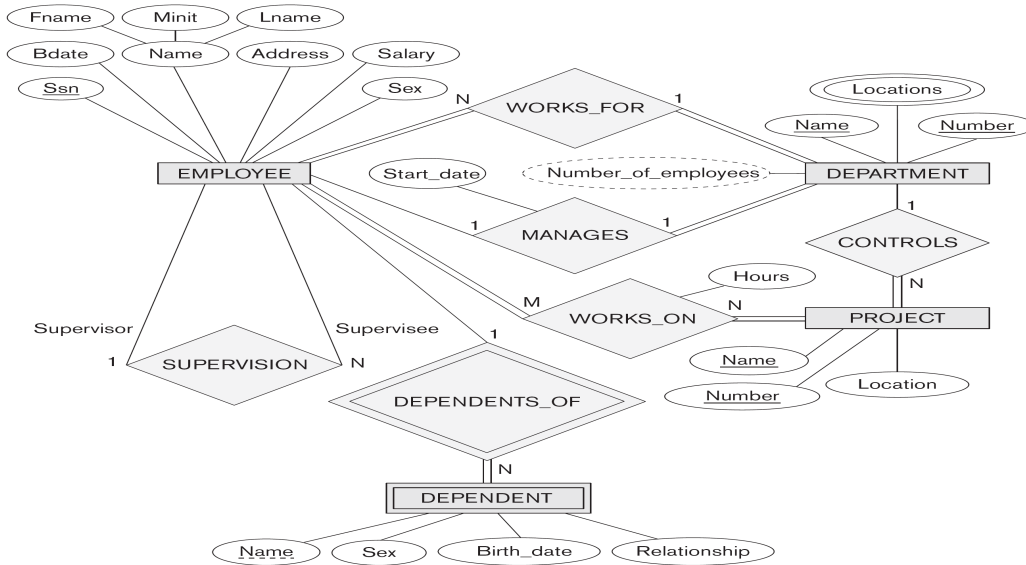 Fname
Minit
Lname
Bdate
Name
Address
Salary
Ssn
Sex
N
WORKS_FOR
1
Locations
Name
Number
EMPLOYEE
Start_date
Number_of_employees
DEPARTMENT
1
MANAGES
1
1
CONTROLS
N
Hours
M
WORKS_ON
N
PROJECT
Supervisor
Supervisee
1
SUPERVISION
N
1
Name
Number
Location
DEPENDENTS_OF
N
DEPENDENT
Name
Sex
Birth_date
Relationship